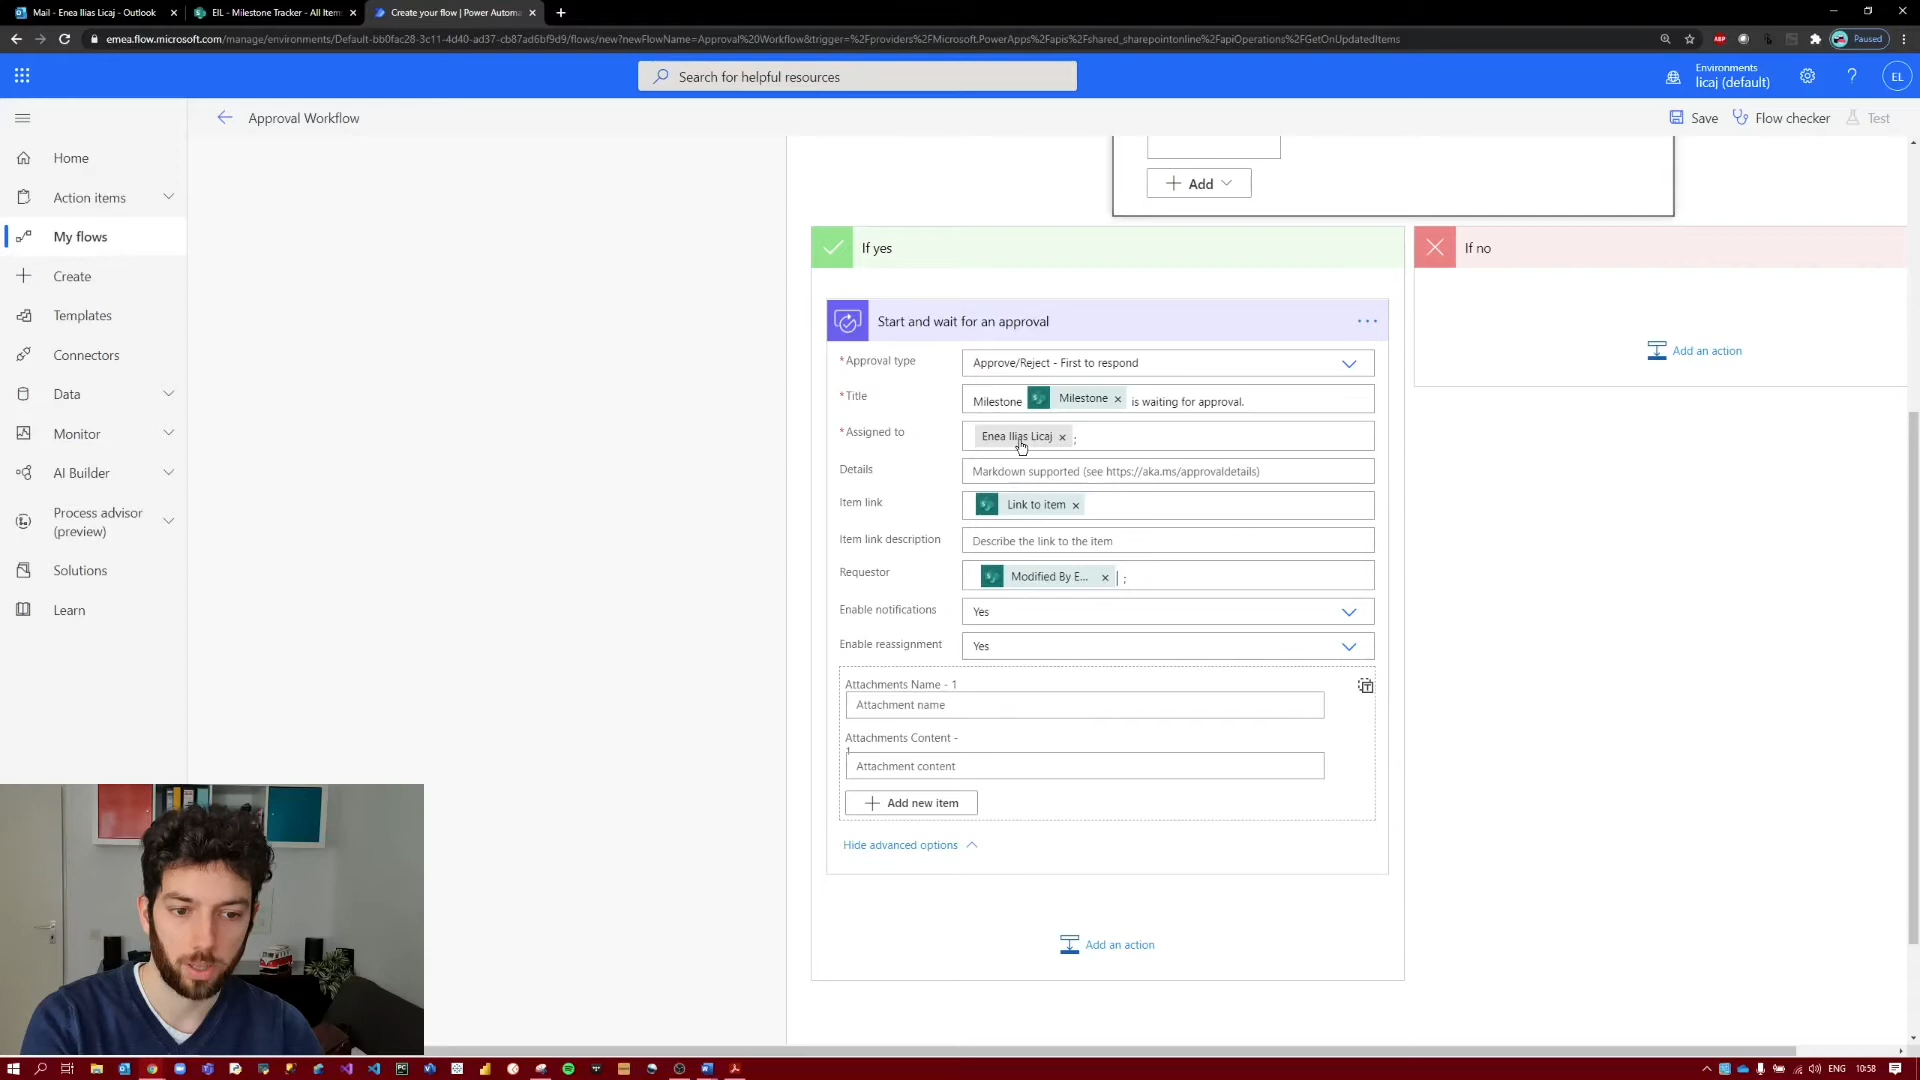 Mail - Enea Ilias Licaj - Outlook
EIL - Milestone Tracker - All Item
Create your flow | Power Automa
emea.flow.microsoft.com/manage/environments/Default-bb0fac28-3c11-4d40-ad37-cb87ad6bf9d9/flows/new?newFlowName=Approval%20Workflow&trigger=%2Fproviders%2FMicrosoft.PowerApps%2Fapis%2Fshared_sharepointonline%2FapiOperations%2FGetOnUpdatedItems
ABP
Paused
Search for helpful resources
Environments
licaj (default)
?
EL
Approval Workflow
Save
Flow checker
Test
Home
Action items
My flows
Create
Templates
Connectors
Data
Monitor
AI Builder
Process advisor
(preview)
Solutions
Learn
Add
If yes
If no
Add an action
Start and wait for an approval
*Approval type
Approve/Reject - First to respond
*Title
Milestone Milestone × is waiting for approval.
*Assigned to
Enea Ilias Licaj × ;
Details
Markdown supported (see https://aka.ms/approvaldetails)
Item link
Link to item ×
Item link description
Describe the link to the item
Requestor
Modified By E... × ;
Enable notifications
Yes
Enable reassignment
Yes
Attachments Name - 1
Attachment name
Attachments Content -
1
Attachment content
Add new item
Hide advanced options
Add an action
ENG
10:58